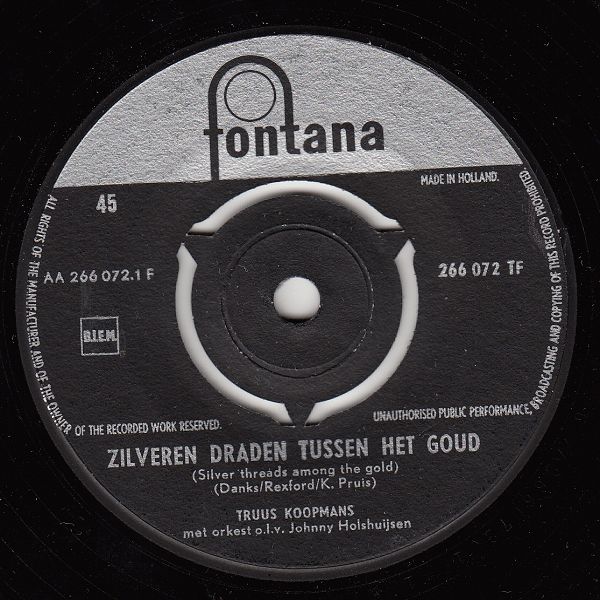 fontana
MADE IN HOLLAND.
45
AA 266 072.1 F
266 072 TF
B.I.E.M.
ALL RIGHTS OF THE MANUFACTURER AND OF THE OWNER OF THE RECORDED WORK RESERVED.
UNAUTHORISED PUBLIC PERFORMANCE, BROADCASTING AND COPYING OF THIS RECORD PROHIBITED.
ZILVEREN DRADEN TUSSEN HET GOUD
(Silver threads among the gold)
(Danks/Rexford/K. Pruis)
TRUUS KOOPMANS
met orkest o.l.v. Johnny Holshuijsen